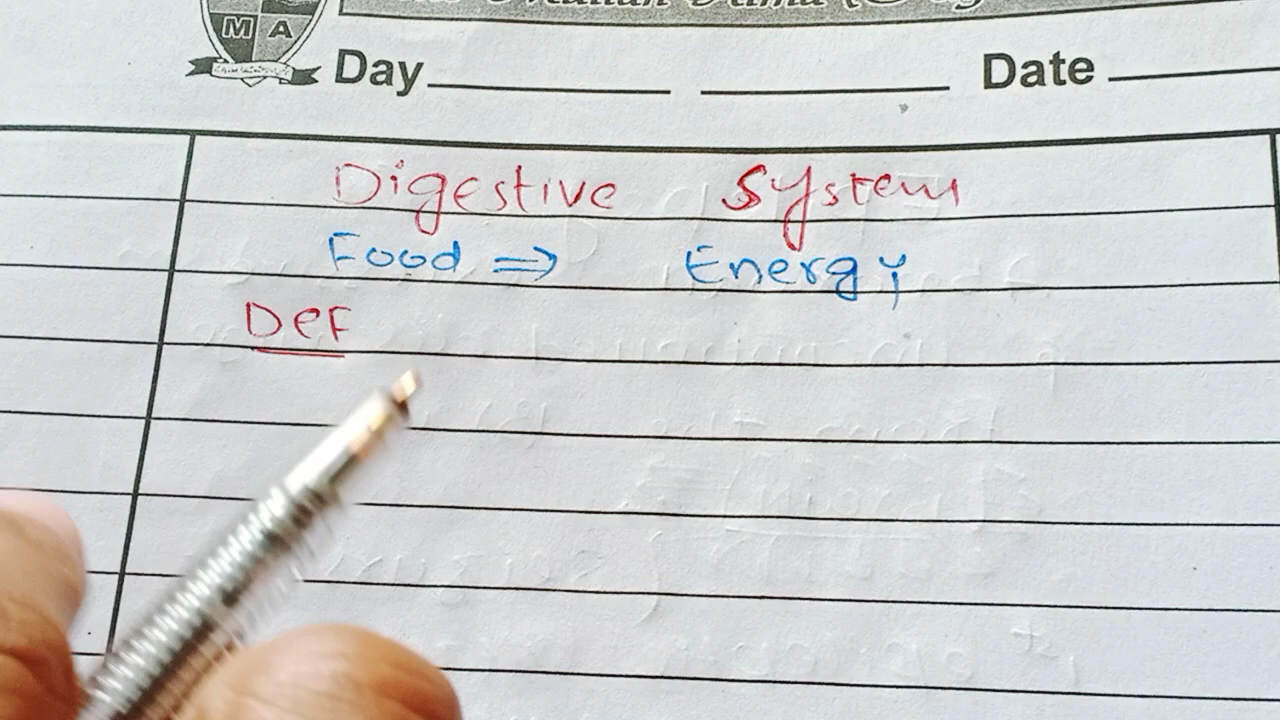 M A
Day Date
Digestive System
Food ⇒ Energy
Def